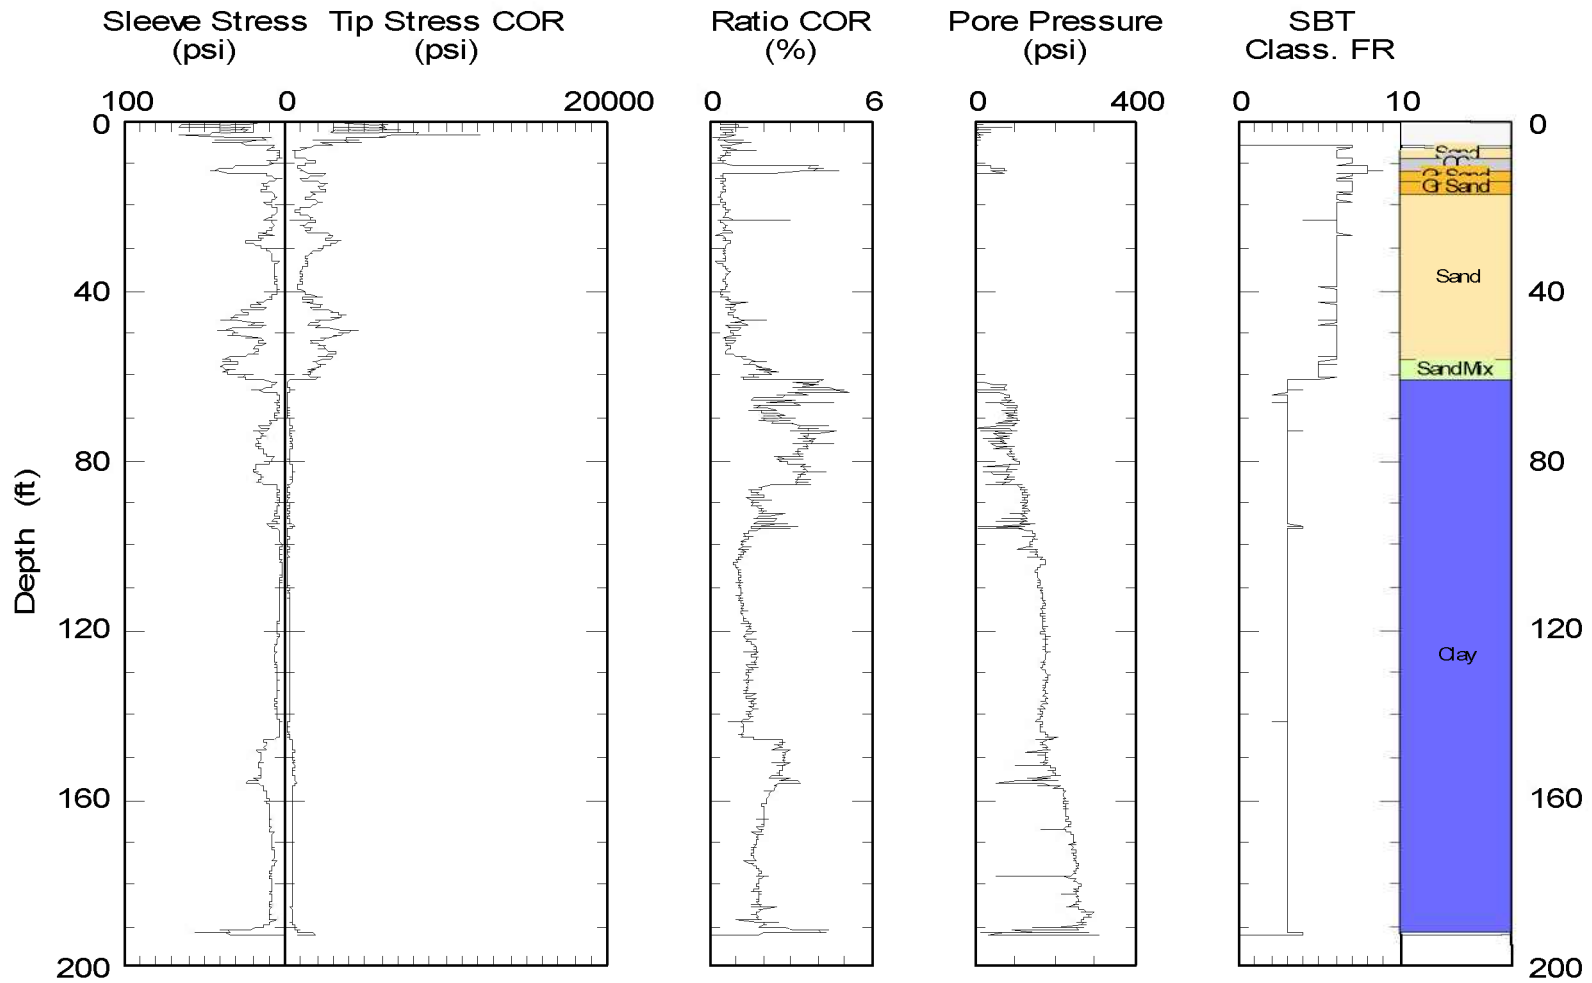 Sleeve Stress Tip Stress COR Ratio COR Pore Pressure SBT
(psi) (psi) (%) (psi) Class. FR
100 0 20000 0 6 0 400 0 10
0 0
Sand
Gr Sand
Sand
40 40
Sand Mix
80 80
Depth (ft)
120 120
Clay
160 160
200 200